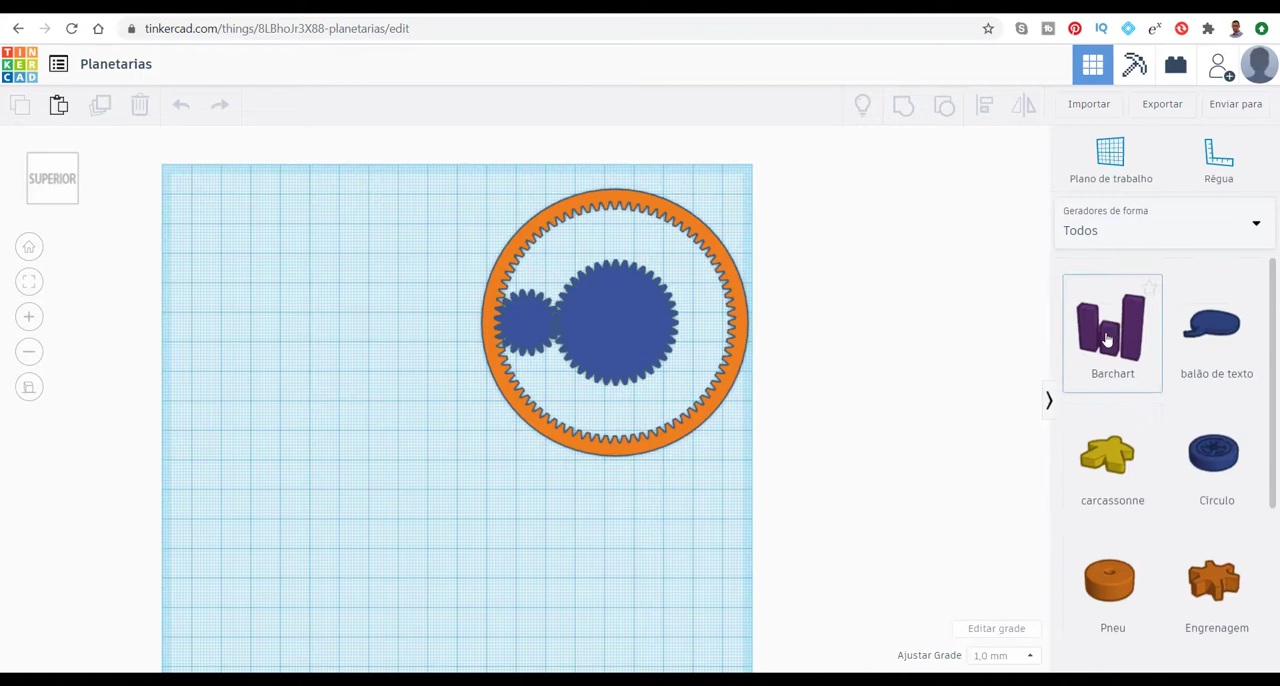 tinkercad.com/things/8LBhoJr3X88-planetarias/edit
IQ
e^x
TIN
KER
CAD
Planetarias
Importar
Exportar
Enviar para
SUPERIOR
Plano de trabalho
Régua
Geradores de forma
Todos
Barchart
balão de texto
carcassonne
Círculo
Pneu
Engrenagem
Editar grade
Ajustar Grade
1,0 mm